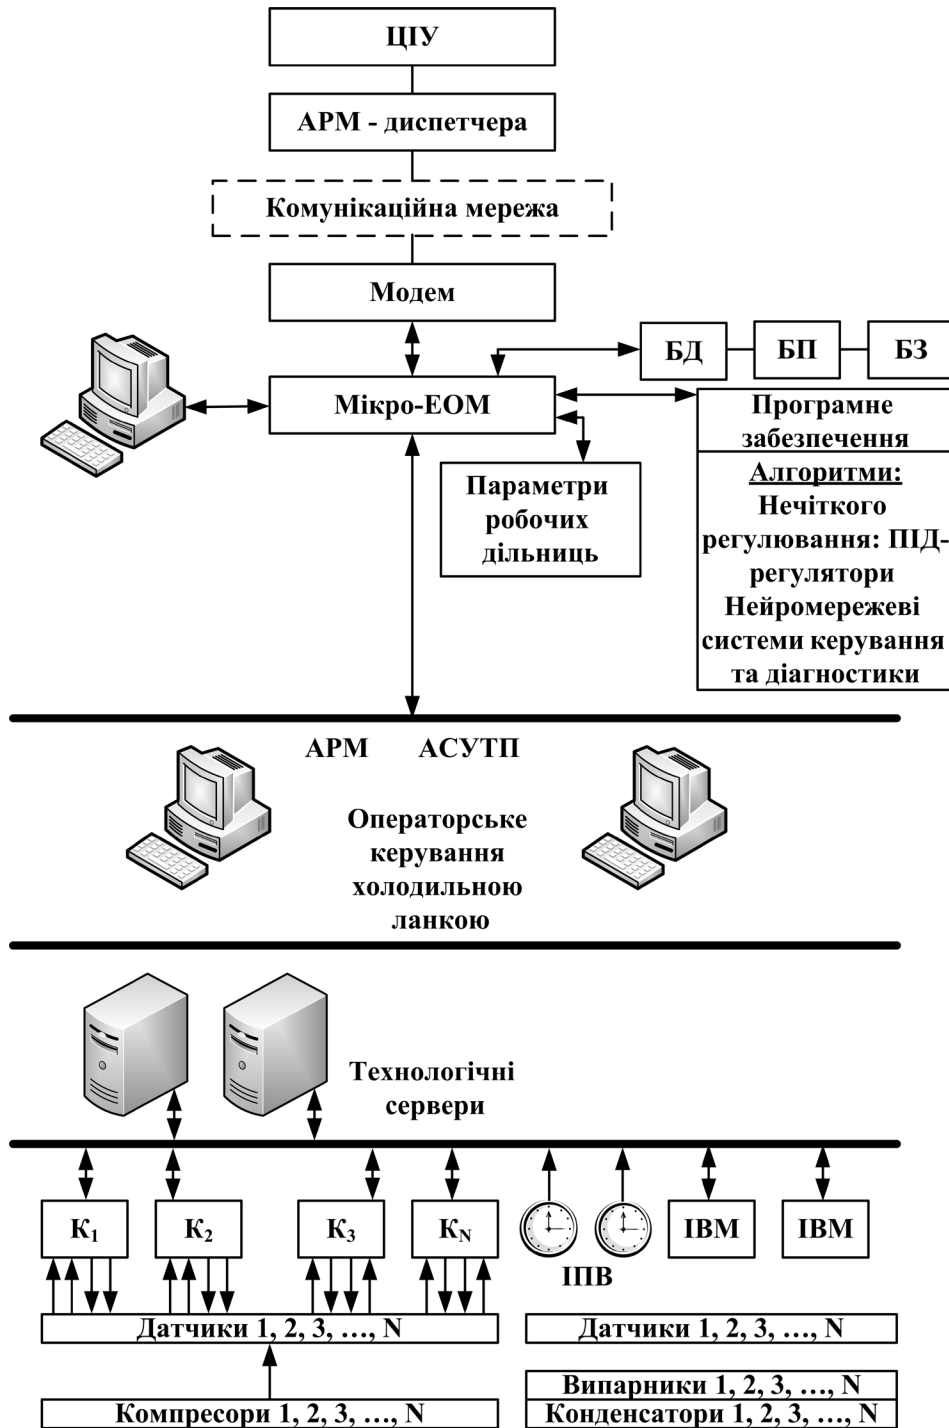 ЦІУ
АРМ - диспетчера
Комунікаційна мережа
Модем
БД
БП
БЗ
Мікро-ЕОМ
Програмне
забезпечення
Алгоритми:
Нечіткого
регулювання: ПІД-
регулятори
Нейромережеві
системи керування
та діагностики
Параметри
робочих
дільниць
АРМ АСУТП
Операторське
керування
холодильною
ланкою
Технологічні
сервери
К1
К2
К3
КN
ІПВ
ІВМ
ІВМ
Датчики 1, 2, 3, …, N
Датчики 1, 2, 3, …, N
Компресори 1, 2, 3, …, N
Випарники 1, 2, 3, …, N
Конденсатори 1, 2, 3, …, N